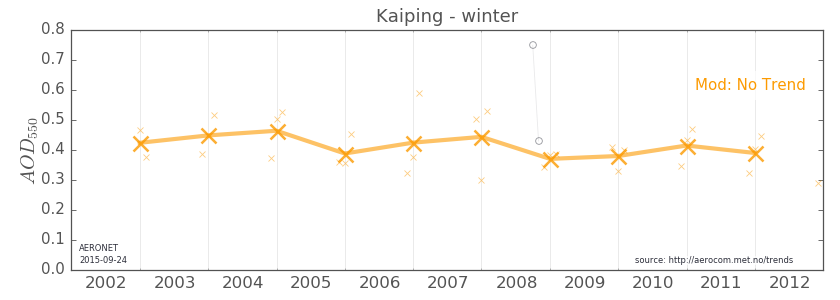 Kaiping - winter
0.8
0.7
0.6
0.5
0.4
0.3
0.2
0.1
0.0
AOD550
Mod: No Trend
AERONET
2015-09-24
source: http://aerocom.met.no/trends
2002 2003 2004 2005 2006 2007 2008 2009 2010 2011 2012